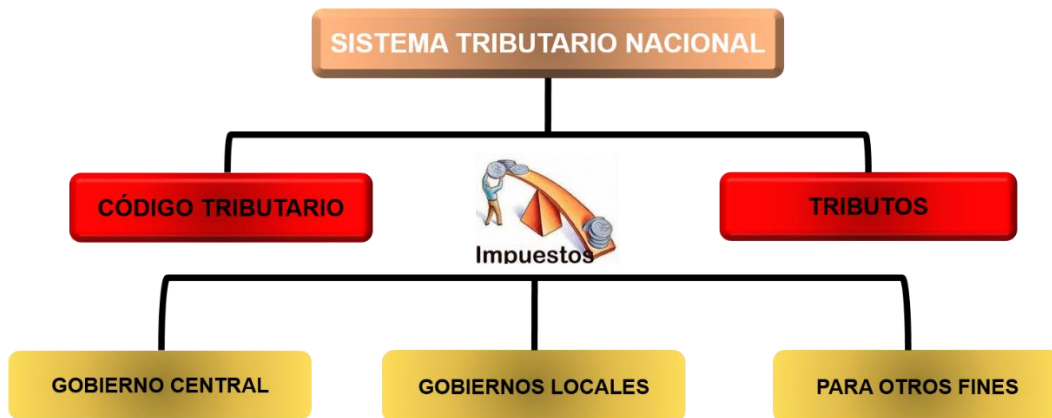 SISTEMA TRIBUTARIO NACIONAL
CÓDIGO TRIBUTARIO
TRIBUTOS
Impuestos
GOBIERNO CENTRAL
GOBIERNOS LOCALES
PARA OTROS FINES